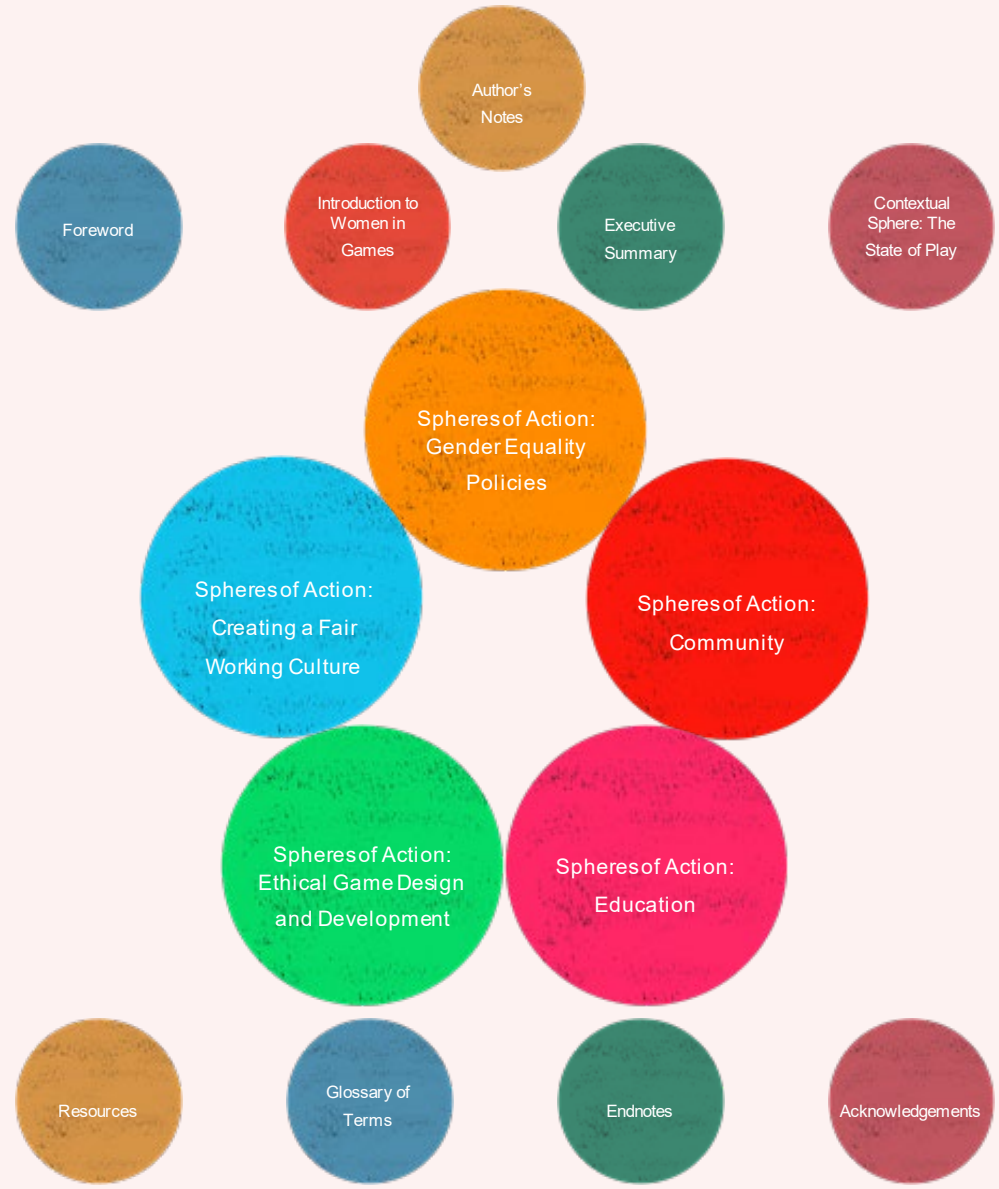 Author's
Notes
Foreword
Introduction to
Women in
Games
Executive
Summary
Contextual
Sphere: The
State of Play
Spheres of Action:
Gender Equality
Policies
Spheres of Action:
Creating a Fair
Working Culture
Spheres of Action:
Community
Spheres of Action:
Ethical Game Design
and Development
Spheres of Action:
Education
Resources
Glossary of
Terms
Endnotes
Acknowledgements